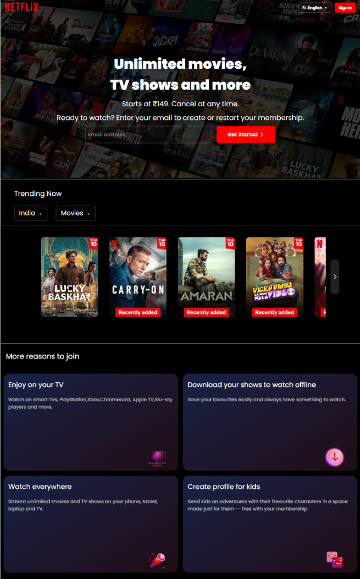 NETFLIX
English
Sign In
Unlimited movies,
TV shows and more
Starts at ₹149. Cancel at any time.
Ready to watch? Enter your email to create or restart your membership.
Email address
Get Started >
Trending Now
India
Movies
TOP 10
TOP 10
TOP 10
TOP 10
LUCKY
BASKHAR
CARRY-ON
AMARAN
VICKY VIDYA
VIDEO
Recently added
Recently added
Recently added
More reasons to join
Enjoy on your TV
Watch on smart TVs, PlayStation,Xbox,Chromecast, Apple TV,Blu-ray
players and more.
Download your shows to watch offline
Save your favourites easily and always have something to watch.
Watch everywhere
Stream unlimited movies and TV shows on your phone, tablet,
laptop and TV.
Create profile for kids
Send kids on adventures with their favourite characters in a space
made just for them — free with your membership.